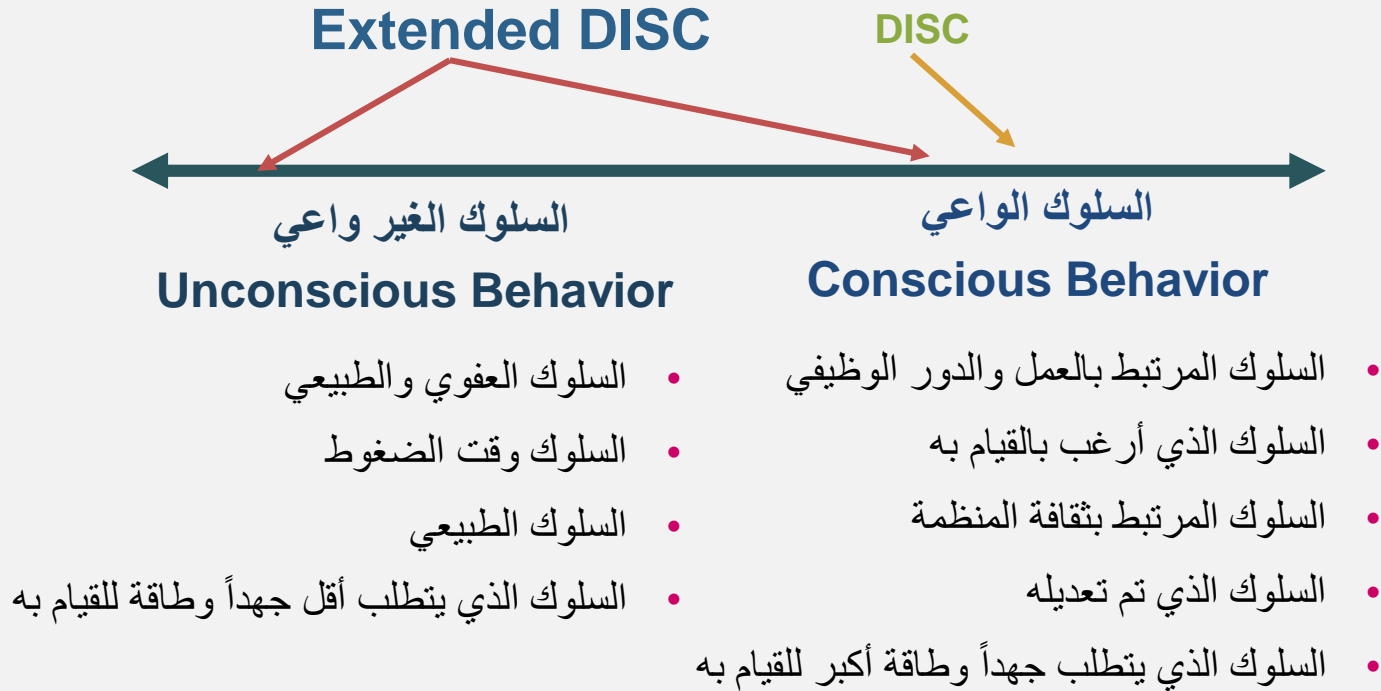 Extended DISC
DISC
السلوك الواعي
Conscious Behavior
• السلوك المرتبط بالعمل والدور الوظيفي
• السلوك الذي أرغب بالقيام به
• السلوك المرتبط بثقافة المنظمة
• السلوك الذي تم تعديله
• السلوك الذي يتطلب جهداً وطاقة أكبر للقيام به
السلوك الغير واعي
Unconscious Behavior
• السلوك العفوي والطبيعي
• السلوك وقت الضغوط
• السلوك الطبيعي
• السلوك الذي يتطلب أقل جهداً وطاقة للقيام به